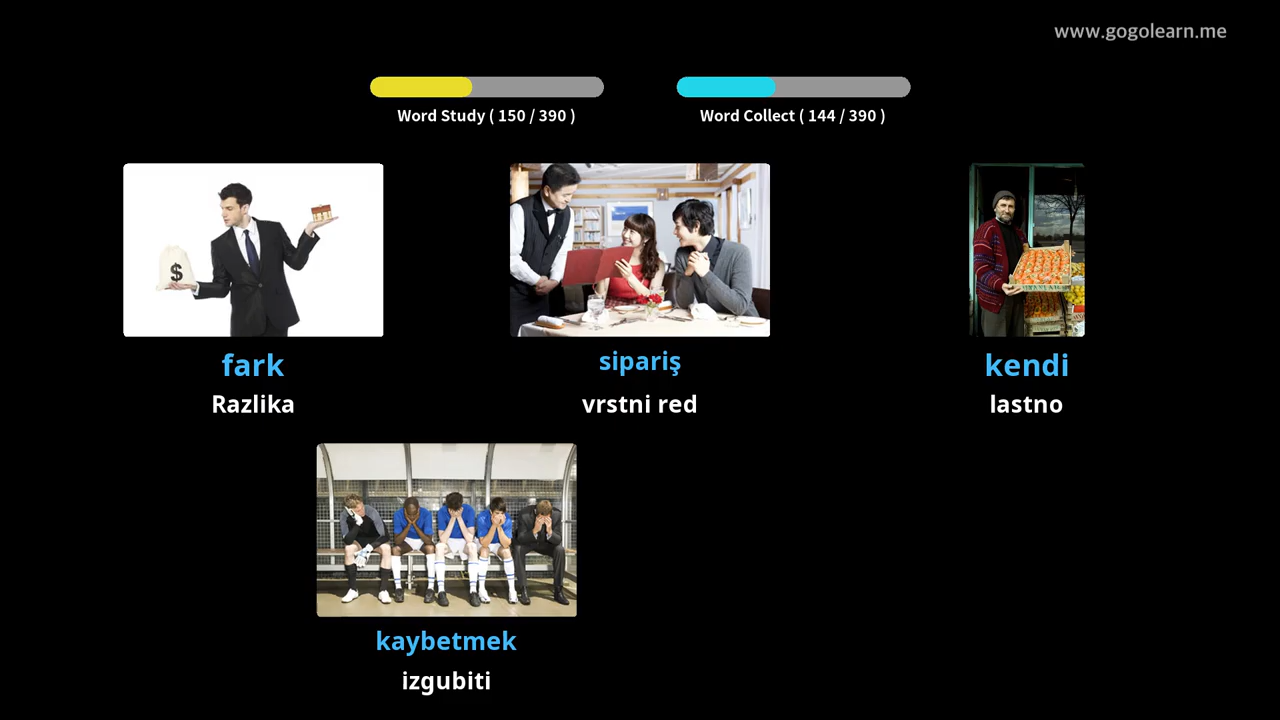 www.gogolearn.me
Word Study ( 150 / 390 )
Word Collect ( 144 / 390 )
$
fark
Razlika
sipariş
vrstni red
kendi
lastno
kaybetmek
izgubiti